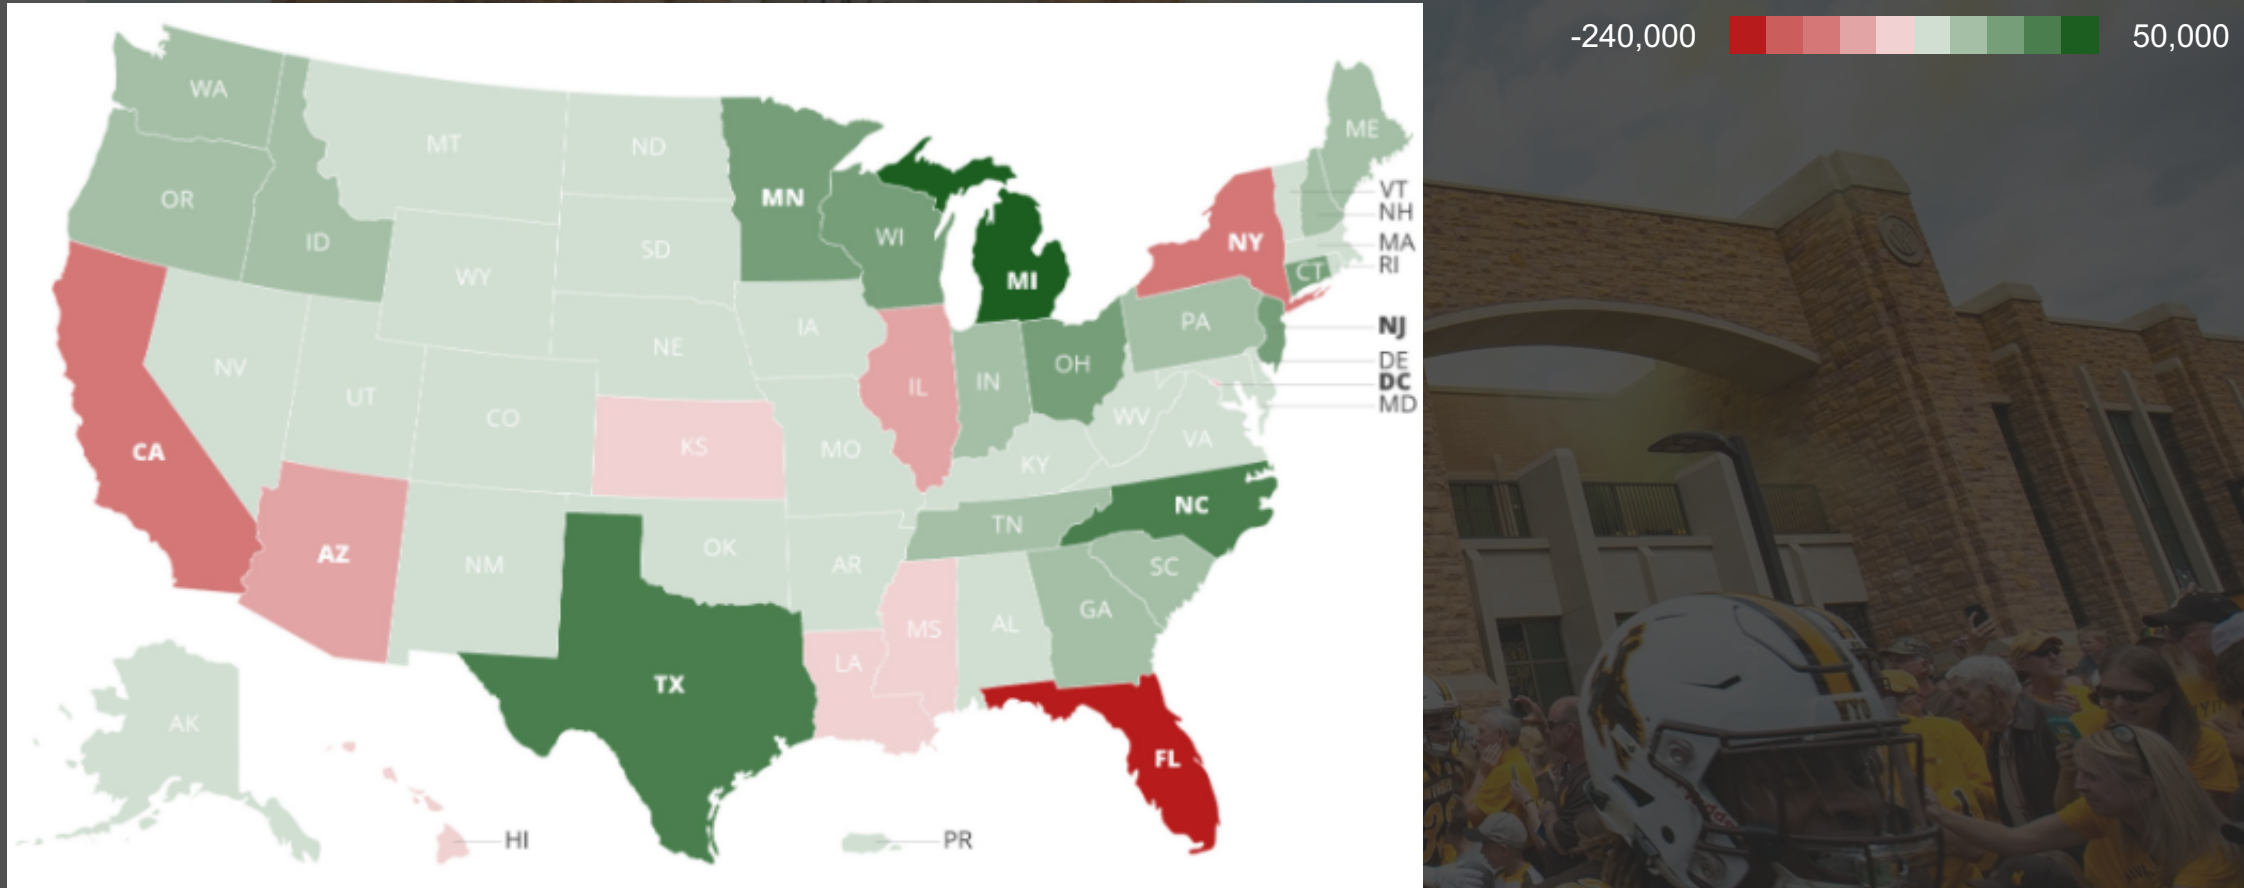 -240,000 50,000
WA
MT
ND
MN
ME
OR
ID
WY
SD
WI
MI
NY
VT
NH
MA
RI
CT
NV
UT
CO
NE
IA
IL
IN
OH
PA
NJ
DE
DC
MD
CA
KS
MO
WV
VA
KY
AZ
NM
OK
AR
TN
NC
SC
TX
LA
MS
AL
GA
FL
AK
HI
PR